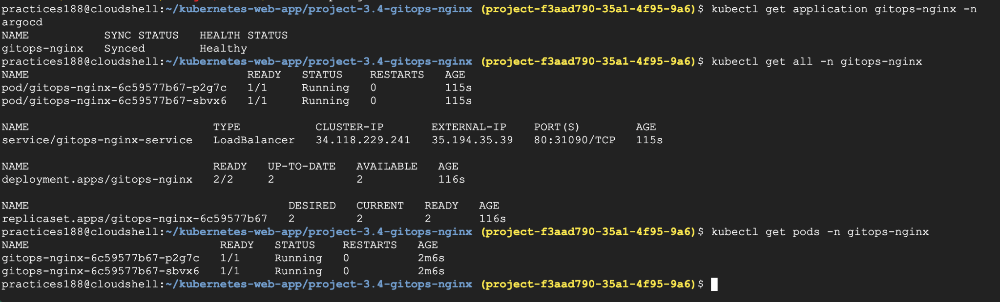 practices188@cloudshell:~/kubernetes-web-app/project-3.4-gitops-nginx (project-f3aad790-35a1-4f95-9a6)$ kubectl get application gitops-nginx -n
argocd
NAME           SYNC STATUS   HEALTH STATUS
gitops-nginx   Synced        Healthy
practices188@cloudshell:~/kubernetes-web-app/project-3.4-gitops-nginx (project-f3aad790-35a1-4f95-9a6)$ kubectl get all -n gitops-nginx
NAME                                READY   STATUS    RESTARTS   AGE
pod/gitops-nginx-6c59577b67-p2g7c   1/1     Running   0          115s
pod/gitops-nginx-6c59577b67-sbvx6   1/1     Running   0          115s

NAME                           TYPE           CLUSTER-IP       EXTERNAL-IP    PORT(S)        AGE
service/gitops-nginx-service   LoadBalancer   34.118.229.241   35.194.35.39   80:31090/TCP   115s

NAME                           READY   UP-TO-DATE   AVAILABLE   AGE
deployment.apps/gitops-nginx   2/2     2            2           116s

NAME                                      DESIRED   CURRENT   READY   AGE
replicaset.apps/gitops-nginx-6c59577b67   2         2         2       116s
practices188@cloudshell:~/kubernetes-web-app/project-3.4-gitops-nginx (project-f3aad790-35a1-4f95-9a6)$ kubectl get pods -n gitops-nginx
NAME                            READY   STATUS    RESTARTS   AGE
gitops-nginx-6c59577b67-p2g7c   1/1     Running   0          2m6s
gitops-nginx-6c59577b67-sbvx6   1/1     Running   0          2m6s
practices188@cloudshell:~/kubernetes-web-app/project-3.4-gitops-nginx (project-f3aad790-35a1-4f95-9a6)$